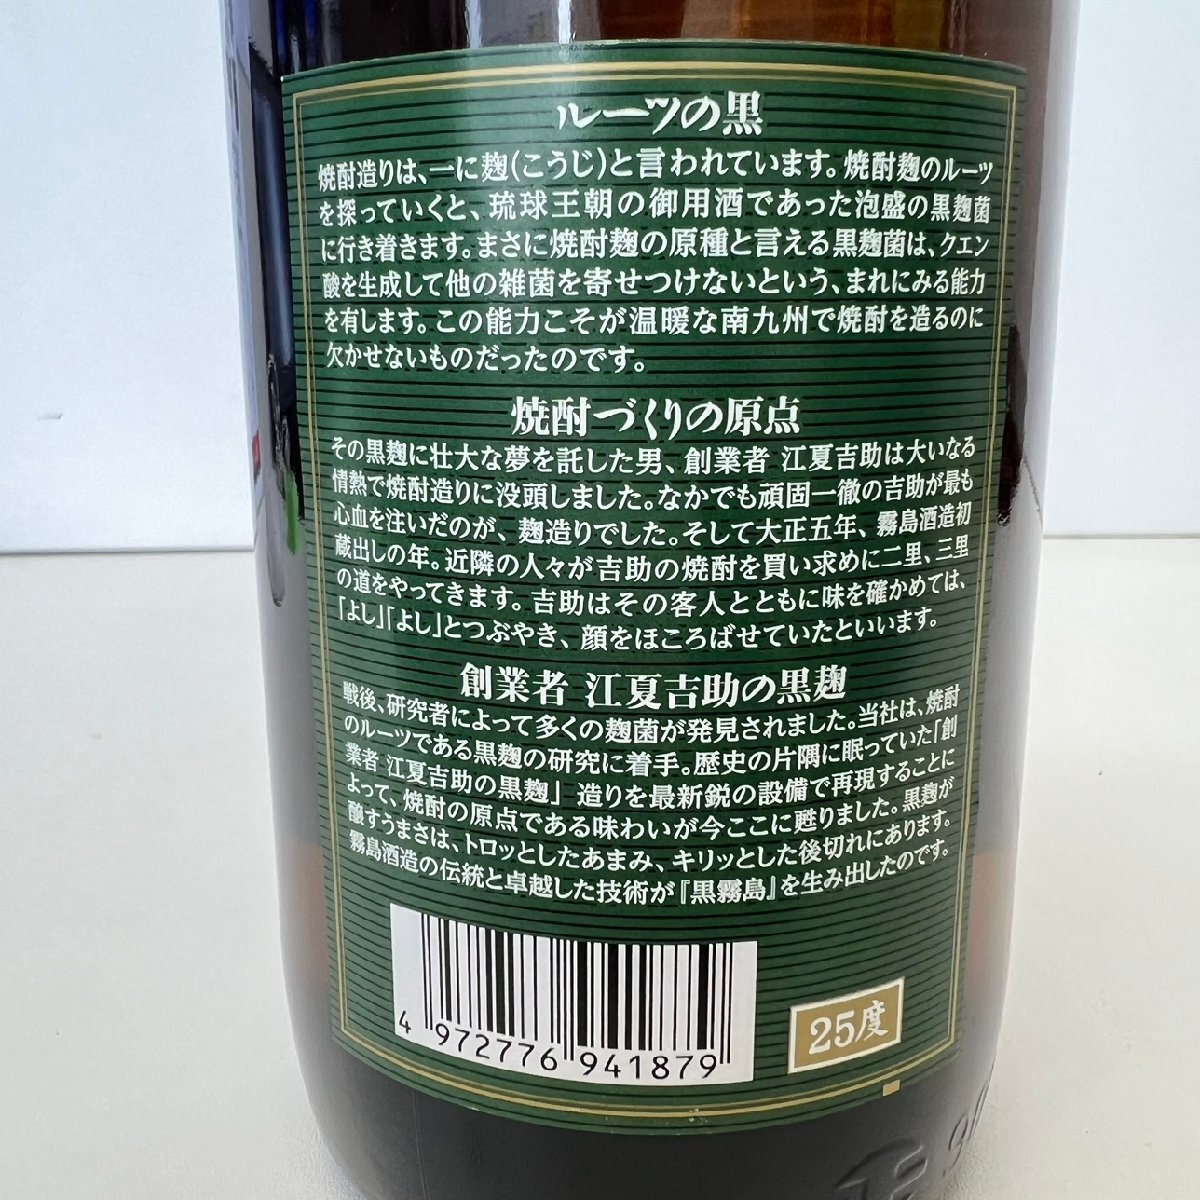 ルーツの黒
焼酎造りは、一に麹(こうじ)と言われています。焼酎麹のルーツ
を探っていくと、琉球王朝の御用酒であった泡盛の黒麹菌
に行き着きます。まさに焼酎麹の原種と言える黒麹菌は、クエン
酸を生成して他の雑菌を寄せつけないという、まれにみる能力
を有します。この能力こそが温暖な南九州で焼酎を造るのに
欠かせないものだったのです。
焼酎づくりの原点
その黒麹に壮大な夢を託した男、創業者 江夏吉助は大いなる
情熱で焼酎造りに没頭しました。なかでも頑固一徹の吉助が最も
心血を注いだのが、麹造りでした。そして大正五年、霧島酒造初
蔵出しの年。近隣の人々が吉助の焼酎を買い求めに二里、三里
の道をやってきます。吉助はその客人とともに味を確かめては、
「よし」「よし」とつぶやき、顔をほころばせていたといいます。
創業者 江夏吉助の黒麹
戦後、研究者によって多くの麹菌が発見されました。当社は、焼酎
のルーツである黒麹の研究に着手。歴史の片隅に眠っていた「創
業者 江夏吉助の黒麹」造りを最新鋭の設備で再現することに
よって、焼酎の原点である味わいが今ここに甦りました。黒麹が
醸すうまさは、トロッとしたあまみ、キリッとした後切れにあります。
霧島酒造の伝統と卓越した技術が『黒霧島』を生み出したのです。
4 972776 941879
25度